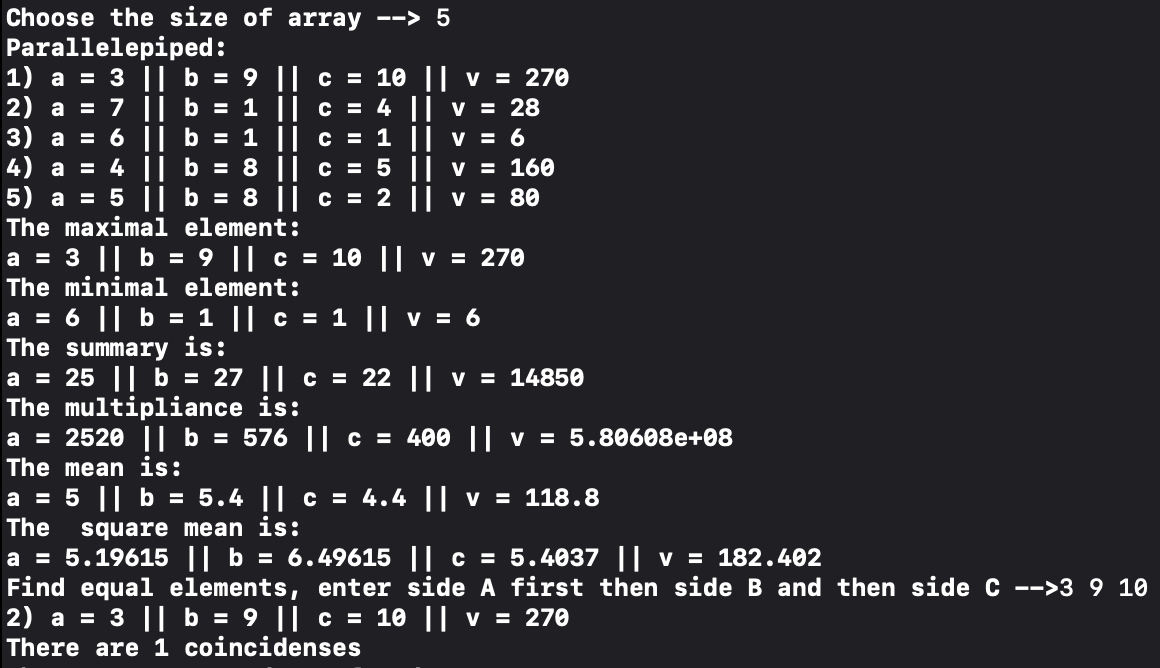 Choose the size of array --> 5
Parallelepiped:
1) a = 3 || b = 9 || c = 10 || v = 270
2) a = 7 || b = 1 || c = 4 || v = 28
3) a = 6 || b = 1 || c = 1 || v = 6
4) a = 4 || b = 8 || c = 5 || v = 160
5) a = 5 || b = 8 || c = 2 || v = 80
The maximal element:
a = 3 || b = 9 || c = 10 || v = 270
The minimal element:
a = 6 || b = 1 || c = 1 || v = 6
The summary is:
a = 25 || b = 27 || c = 22 || v = 14850
The multipliance is:
a = 2520 || b = 576 || c = 400 || v = 5.80608e+08
The mean is:
a = 5 || b = 5.4 || c = 4.4 || v = 118.8
The  square mean is:
a = 5.19615 || b = 6.49615 || c = 5.4037 || v = 182.402
Find equal elements, enter side A first then side B and then side C -->3 9 10
2) a = 3 || b = 9 || c = 10 || v = 270
There are 1 coincidenses